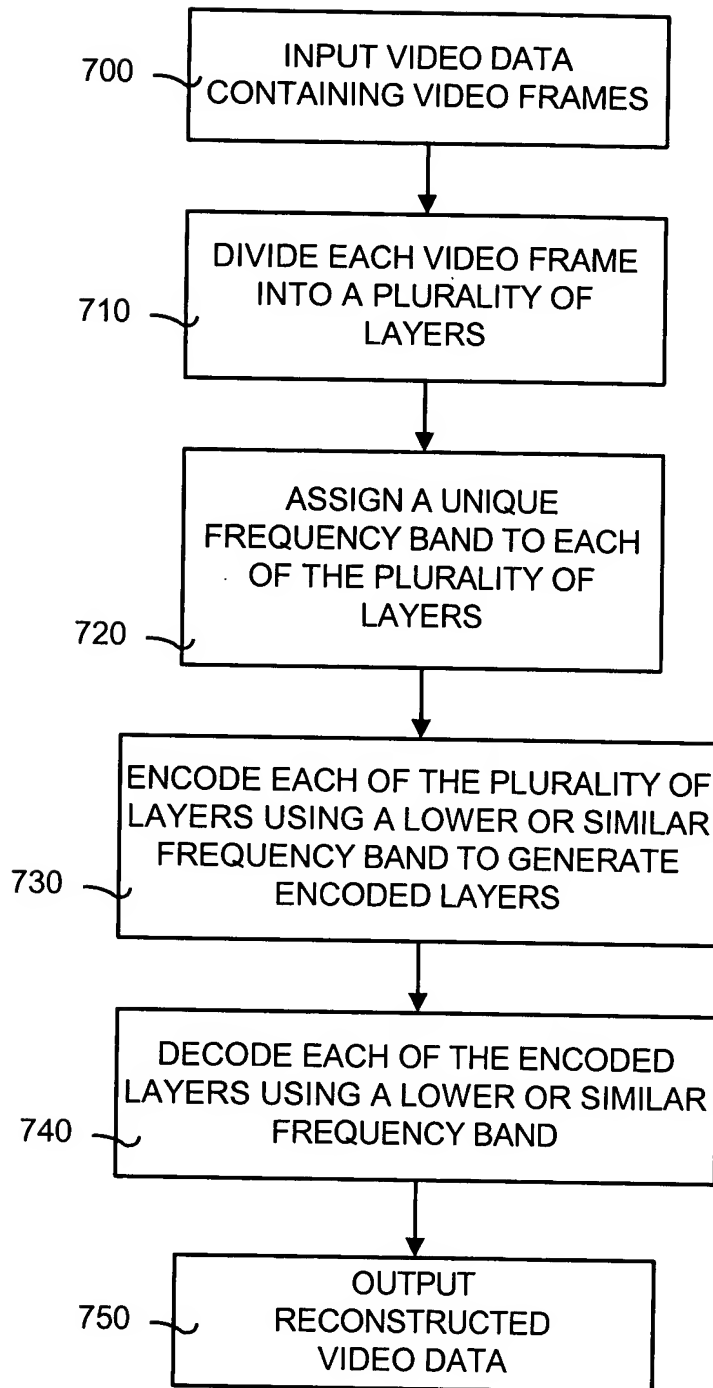 700
INPUT VIDEO DATA
CONTAINING VIDEO FRAMES
710
DIVIDE EACH VIDEO FRAME
INTO A PLURALITY OF
LAYERS
720
ASSIGN A UNIQUE
FREQUENCY BAND TO EACH
OF THE PLURALITY OF
LAYERS
730
ENCODE EACH OF THE PLURALITY OF
LAYERS USING A LOWER OR SIMILAR
FREQUENCY BAND TO GENERATE
ENCODED LAYERS
740
DECODE EACH OF THE ENCODED
LAYERS USING A LOWER OR SIMILAR
FREQUENCY BAND
750
OUTPUT
RECONSTRUCTED
VIDEO DATA